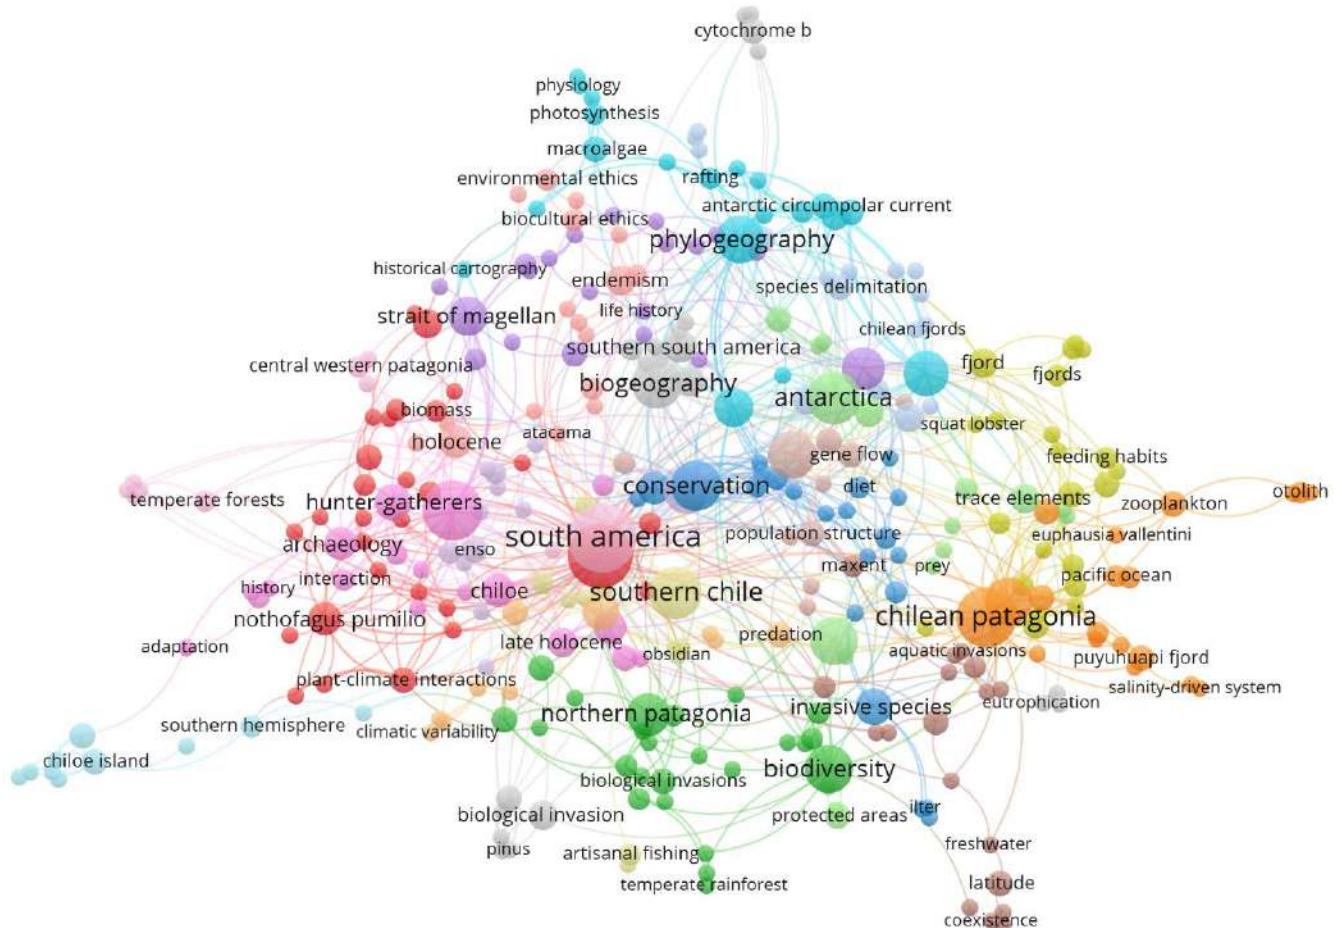 cytochrome b
physiology
photosynthesis
macroalgae
environmental ethics
rafting
antarctic circumpolar current
biocultural ethics
phylogeography
historical cartography
endemism
species delimitation
life history
strait of magellan
chilean fjords
southern south america
central western patagonia
fjord
fjords
biogeography
antarctica
biomass
squat lobster
atacama
holocene
gene flow
feeding habits
conservation
diet
temperate forests
hunter-gatherers
trace elements
zooplankton
otolith
south america
population structure
euphausia vallentini
archaeology
enso
maxent
prey
interaction
pacific ocean
history
chiloe
southern chile
nothofagus pumilio
chilean patagonia
late holocene
predation
adaptation
obsidian
aquatic invasions
puyuhuapi fjord
plant-climate interactions
salinity-driven system
eutrophication
northern patagonia
invasive species
southern hemisphere
climatic variability
chiloe island
biodiversity
biological invasions
ilter
biological invasion
protected areas
pinus
artisanal fishing
freshwater
temperate rainforest
latitude
coexistence